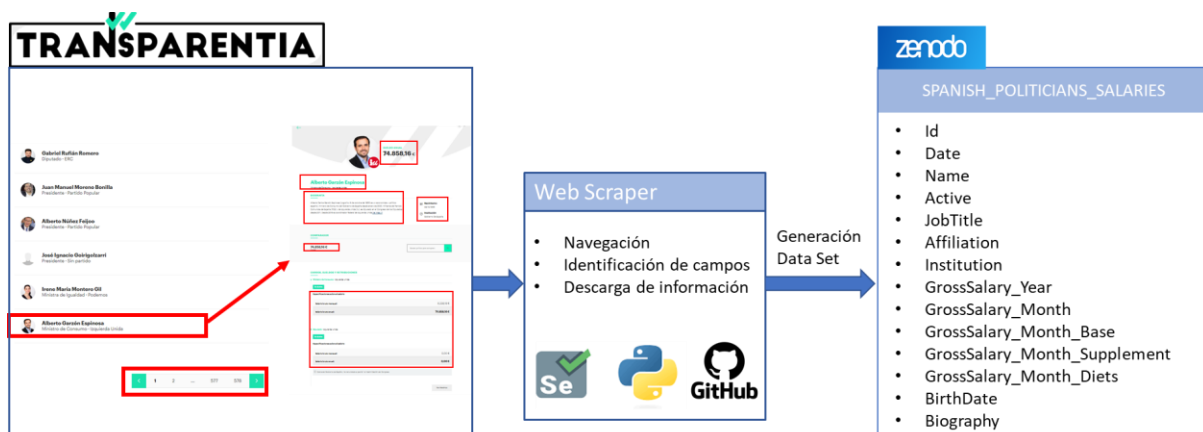 TRANSPARENTIA
Gabriel Rufián Romero
Diputado - ERC
Juan Manuel Moreno Bonilla
Presidente - Partido Popular
Alberto Núñez Feijoo
Presidente - Partido Popular
José Ignacio Goirigolzarri
Presidente - Sin partido
Irene María Montero Gil
Ministra de Igualdad - Podemos
Alberto Garzón Espinosa
Ministro de Consumo - Izquierda Unida
1 2 ...
74.858,16 €
Alberto Garzón Espinosa
Web Scraper
• Navegación
• Identificación de campos
• Descarga de información
Se
GitHub
Generación
Data Set
zenodo
SPANISH_POLITICIANS_SALARIES
• Id
• Date
• Name
• Active
• JobTitle
• Affiliation
• Institution
• GrossSalary_Year
• GrossSalary_Month
• GrossSalary_Month_Base
• GrossSalary_Month_Supplement
• GrossSalary_Month_Diets
• BirthDate
• Biography